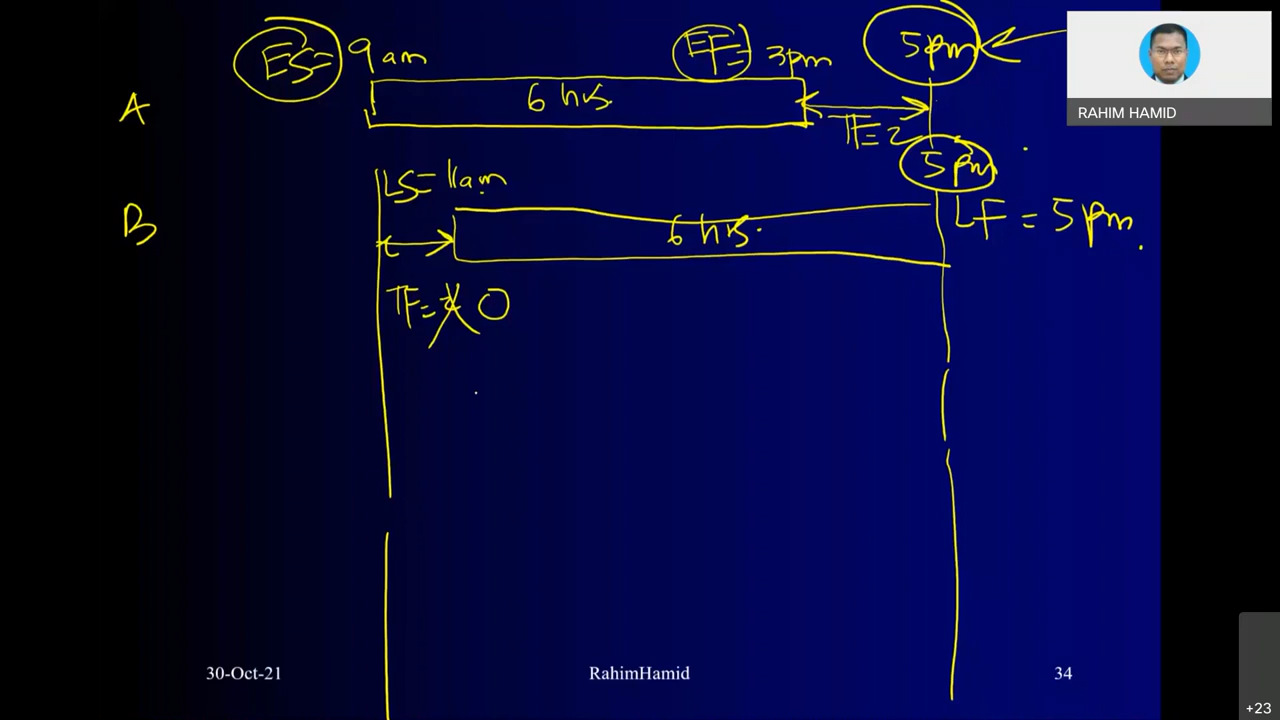 ES= 9am EF= 3pm 5pm
RAHIM HAMID
A 6 hrs.
TF=2
5pm
LS= 11am
B 6 hrs. LF = 5pm.
TF= 0
30-Oct-21 RahimHamid 34
+23